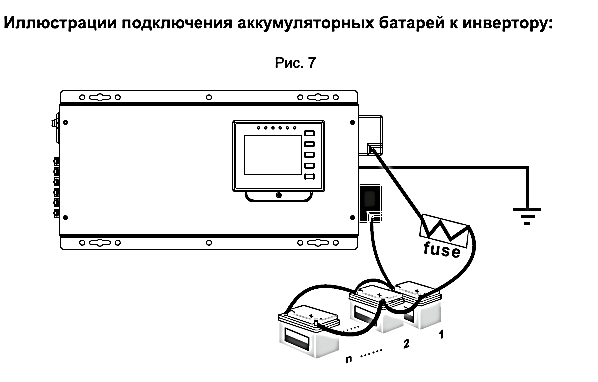 Иллюстрации подключения аккумуляторных батарей к инвертору:
Рис. 7
fuse
n ...... 2 1